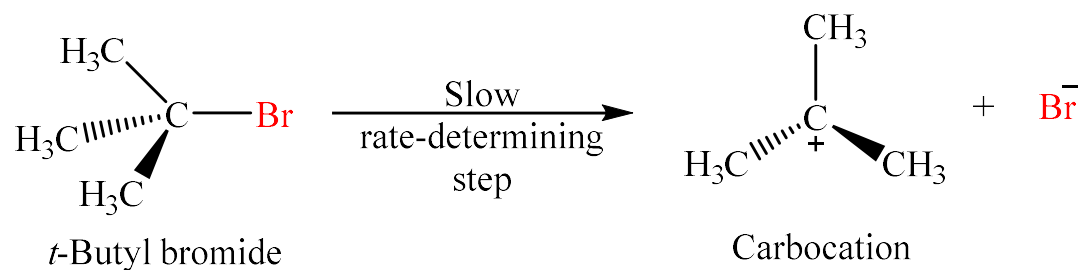 H₃C
H₃C
H₃C
C
Br
t-Butyl bromide
Slow
rate-determining
step
CH₃
C
+
H₃C
CH₃
Carbocation
+
Br⁻